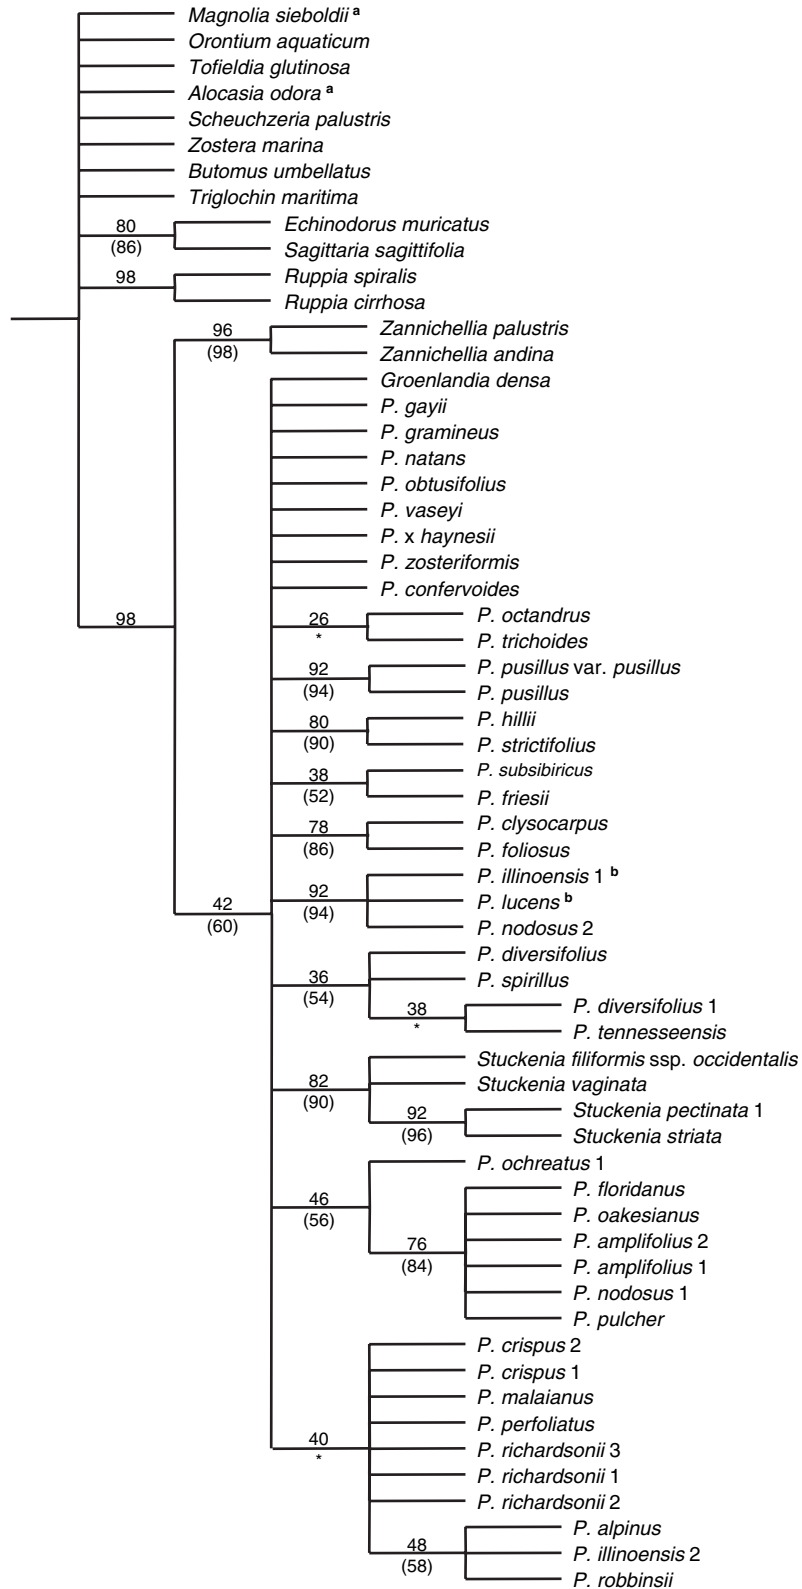 Magnolia sieboldii a
Orontium aquaticum
Tofieldia glutinosa
Alocasia odora a
Scheuchzeria palustris
Zostera marina
Butomus umbellatus
Triglochin maritima
80
(86)
Echinodorus muricatus
Sagittaria sagittifolia
98
Ruppia spiralis
Ruppia cirrhosa
96
(98)
Zannichellia palustris
Zannichellia andina
Groenlandia densa
P. gayii
P. gramineus
P. natans
P. obtusifolius
P. vaseyi
P. x haynesii
P. zosteriformis
P. confervoides
98
26
*
P. octandrus
P. trichoides
92
(94)
P. pusillus var. pusillus
P. pusillus
80
(90)
P. hillii
P. strictifolius
38
(52)
P. subsibiricus
P. friesii
78
(86)
P. clysocarpus
P. foliosus
42
(60)
92
(94)
P. illinoensis 1 b
P. lucens b
P. nodosus 2
36
(54)
P. diversifolius
P. spirillus
38
*
P. diversifolius 1
P. tennesseensis
82
(90)
Stuckenia filiformis ssp. occidentalis
Stuckenia vaginata
92
(96)
Stuckenia pectinata 1
Stuckenia striata
46
(56)
P. ochreatus 1
76
(84)
P. floridanus
P. oakesianus
P. amplifolius 2
P. amplifolius 1
P. nodosus 1
P. pulcher
40
*
P. crispus 2
P. crispus 1
P. malaianus
P. perfoliatus
P. richardsonii 3
P. richardsonii 1
P. richardsonii 2
48
(58)
P. alpinus
P. illinoensis 2
P. robbinsii